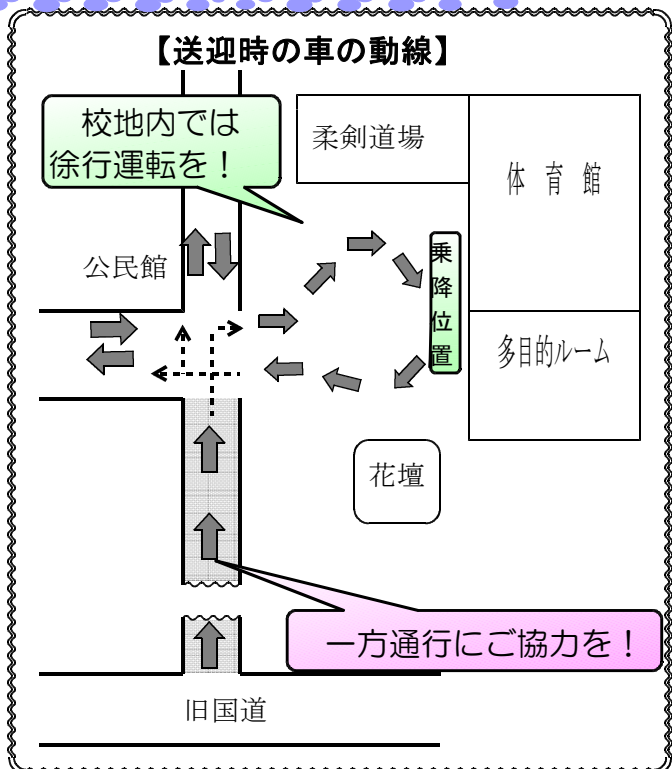 【送迎時の車の動線】
校地内では
徐行運転を！
柔剣道場
体育館
公民館
乗降位置
多目的ルーム
花壇
一方通行にご協力を！
旧国道